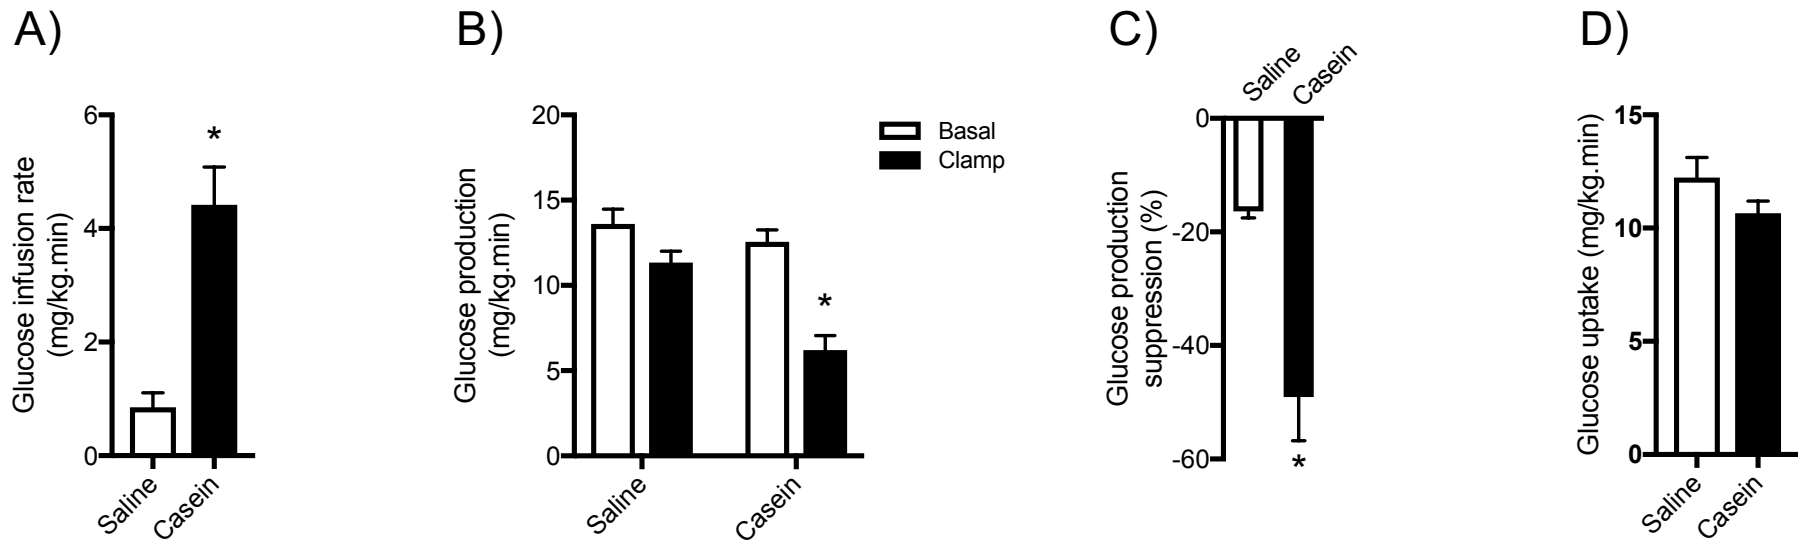 A)
Glucose infusion rate
(mg/kg.min)
6
4
2
0
*
Saline
Casein
B)
Glucose production
(mg/kg.min)
20
15
10
5
0
*
Saline
Casein
Basal
Clamp
C)
Saline
Casein
Glucose production
suppression (%)
0
-20
-40
-60
*
D)
Glucose uptake (mg/kg.min)
15
10
5
0
Saline
Casein